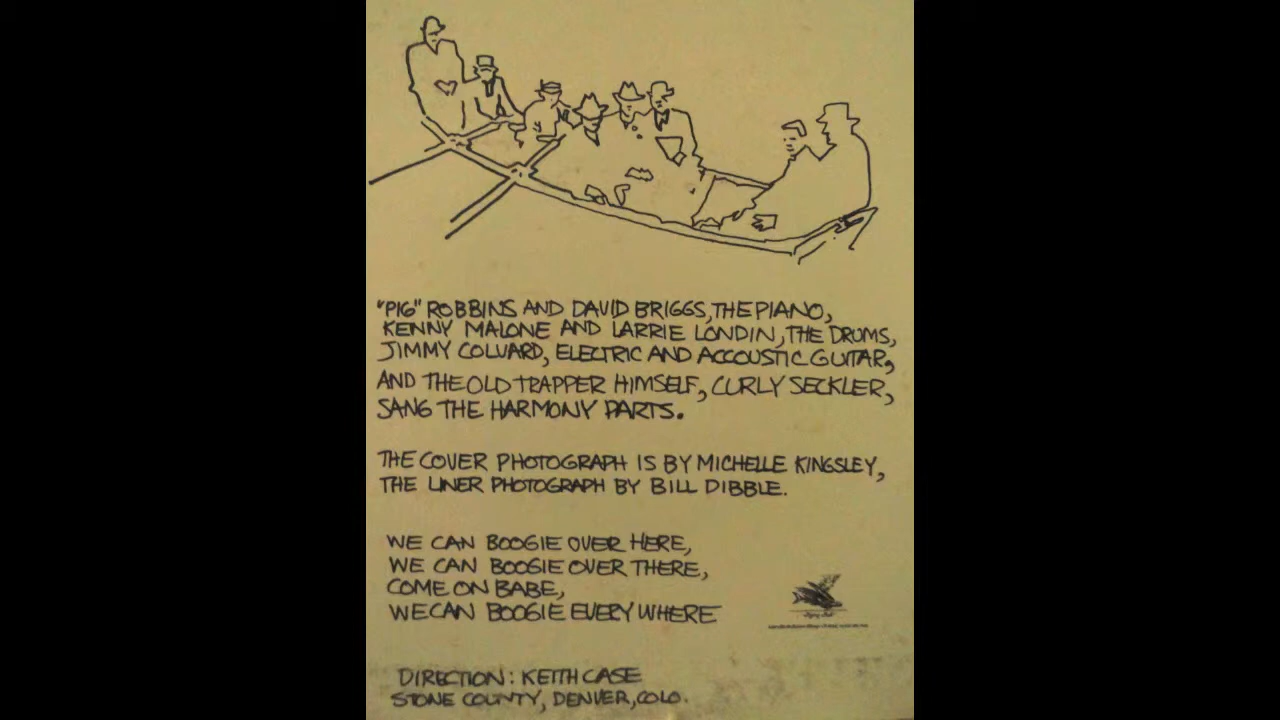 "PIG" ROBBINS AND DAVID BRIGGS, THE PIANO,
KENNY MALONE AND LARRIE LONDIN, THE DRUMS,
JIMMY COLVARD, ELECTRIC AND ACCOUSTIC GUITAR,
AND THE OLD TRAPPER HIMSELF, CURLY SECKLER,
SANG THE HARMONY PARTS.
THE COVER PHOTOGRAPH IS BY MICHELLE KINGSLEY,
THE LINER PHOTOGRAPH BY BILL DIBBLE.
WE CAN BOOGIE OVER HERE,
WE CAN BOOGIE OVER THERE,
COME ON BABE,
WE CAN BOOGIE EVERY WHERE
DIRECTION: KEITH CASE
STONE COUNTY, DENVER, COLO.